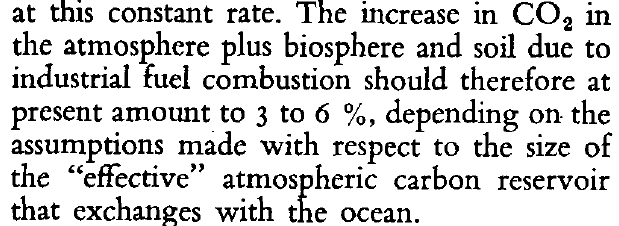 at this constant rate. The increase in CO₂ in
the atmosphere plus biosphere and soil due to
industrial fuel combustion should therefore at
present amount to 3 to 6 %, depending on the
assumptions made with respect to the size of
the “effective” atmospheric carbon reservoir
that exchanges with the ocean.